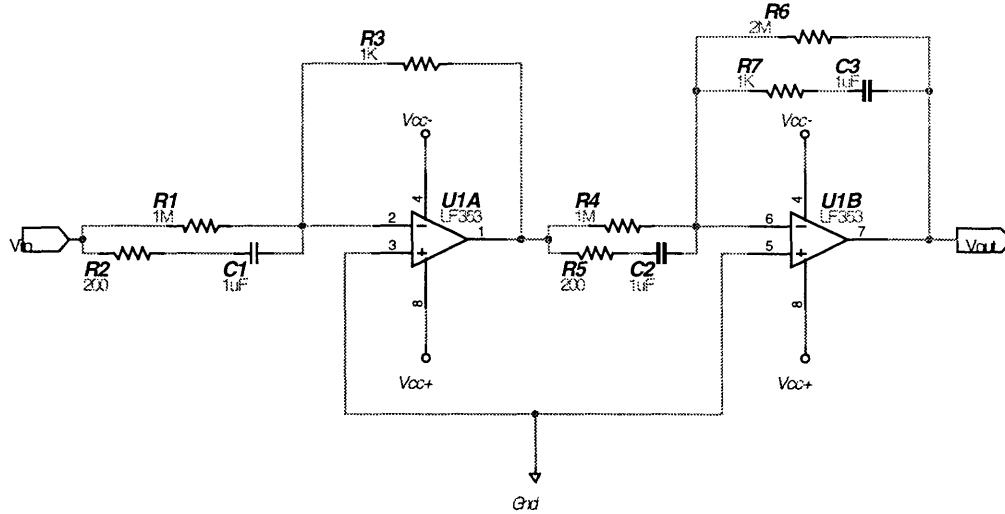 R6
2M
R3
1K
R7
1K
C3
1uF
Vcc-
Vcc-
4
4
R1
1M
U1A
LF353
R4
1M
U1B
LF353
2
1
3
6
7
5
Vin
Vout
R2
200
C1
1uF
R5
200
C2
1uF
8
8
Vcc+
Vcc+
Gnd